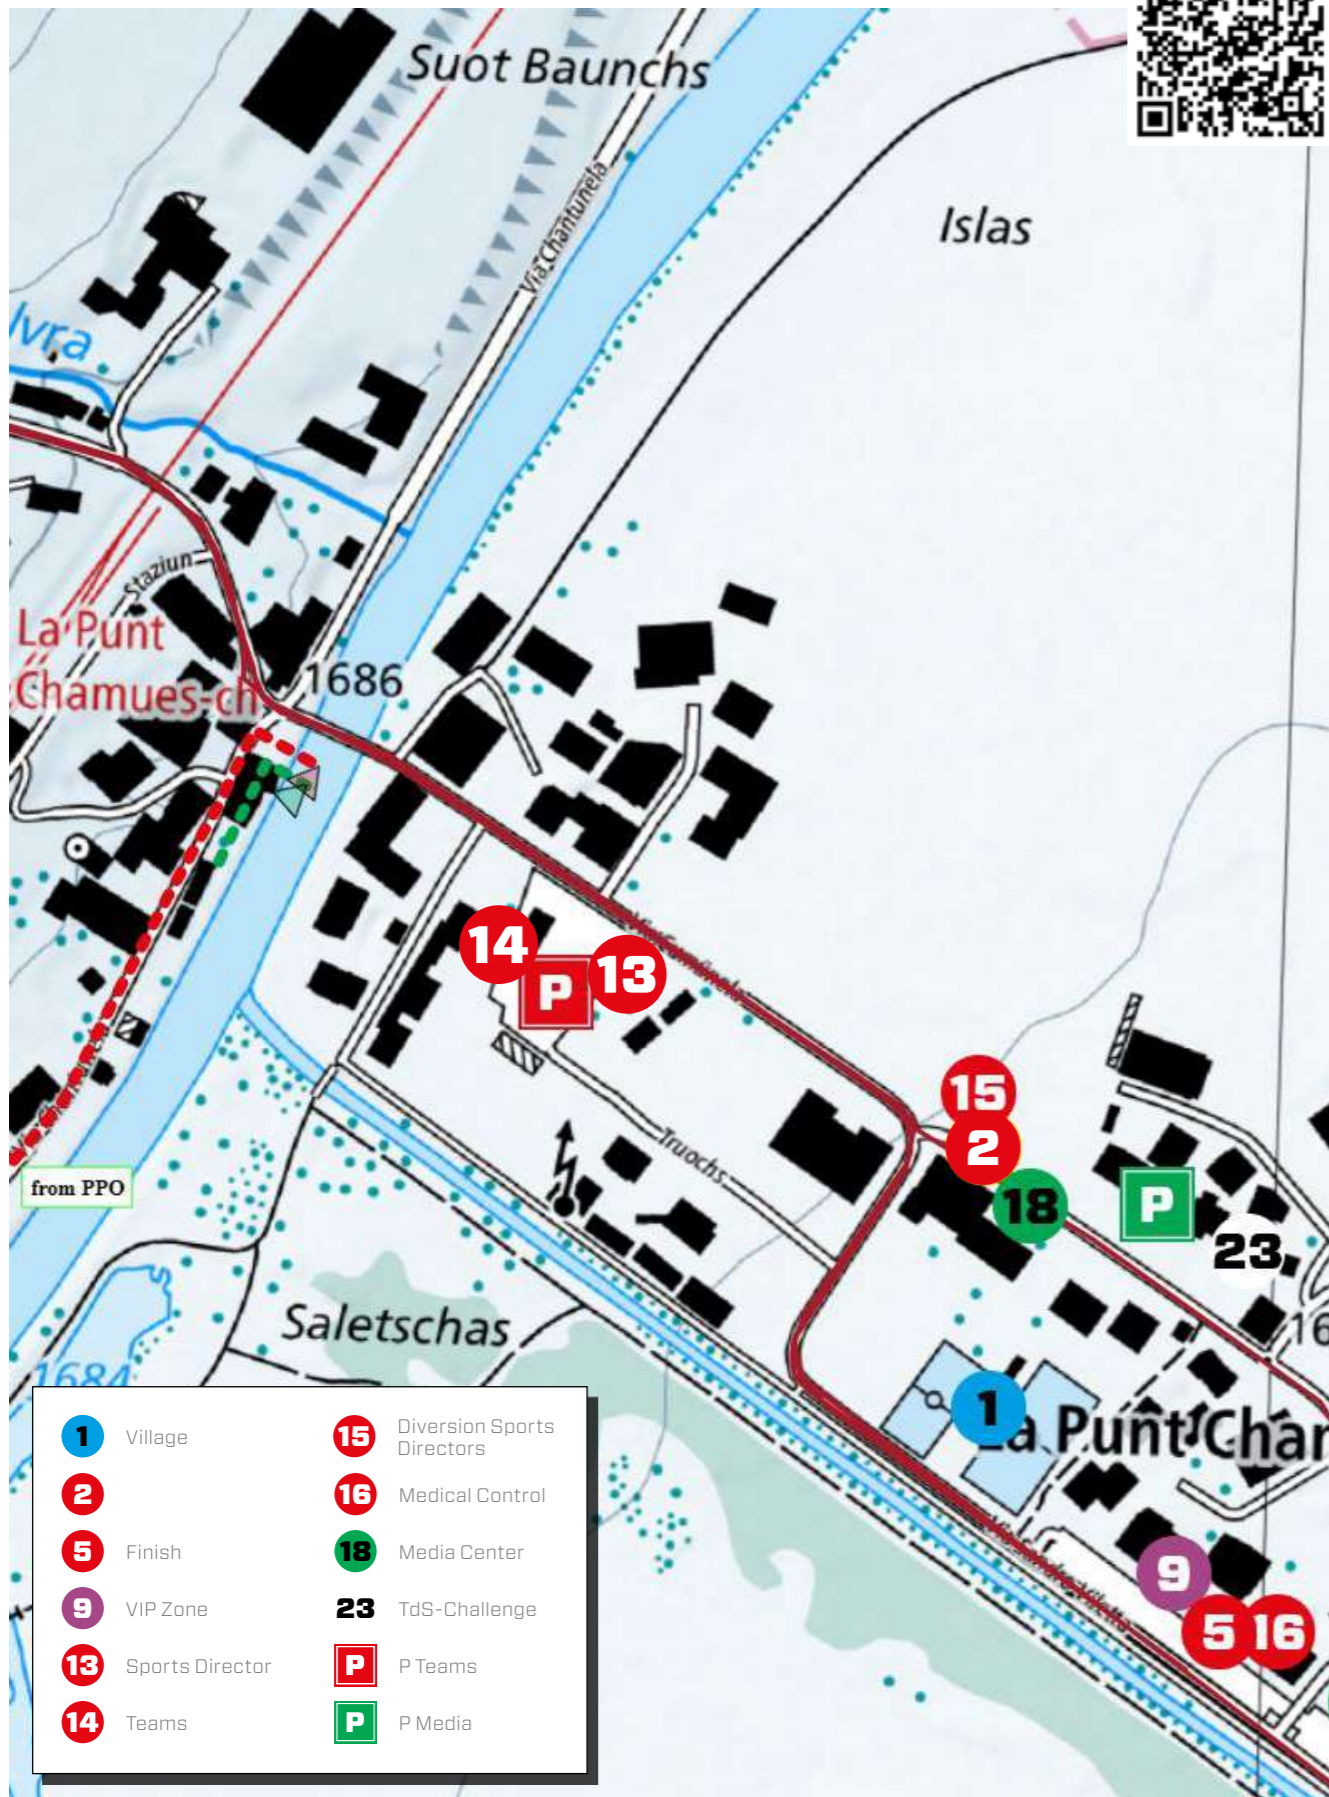 Suot Baunchs
Via Chantunela
Islas
Ivra
Staziun
La Punt
Chamues-ch
1686
14
13
P
15
2
18
P
23
from PPO
Truochs
Saletschas
1684
16
1
La Punt Cham
9
5 16
1 Village
2
5 Finish
9 VIP Zone
13 Sports Director
14 Teams
15 Diversion Sports
Directors
16 Medical Control
18 Media Center
23 TdS-Challenge
P P Teams
P P Media